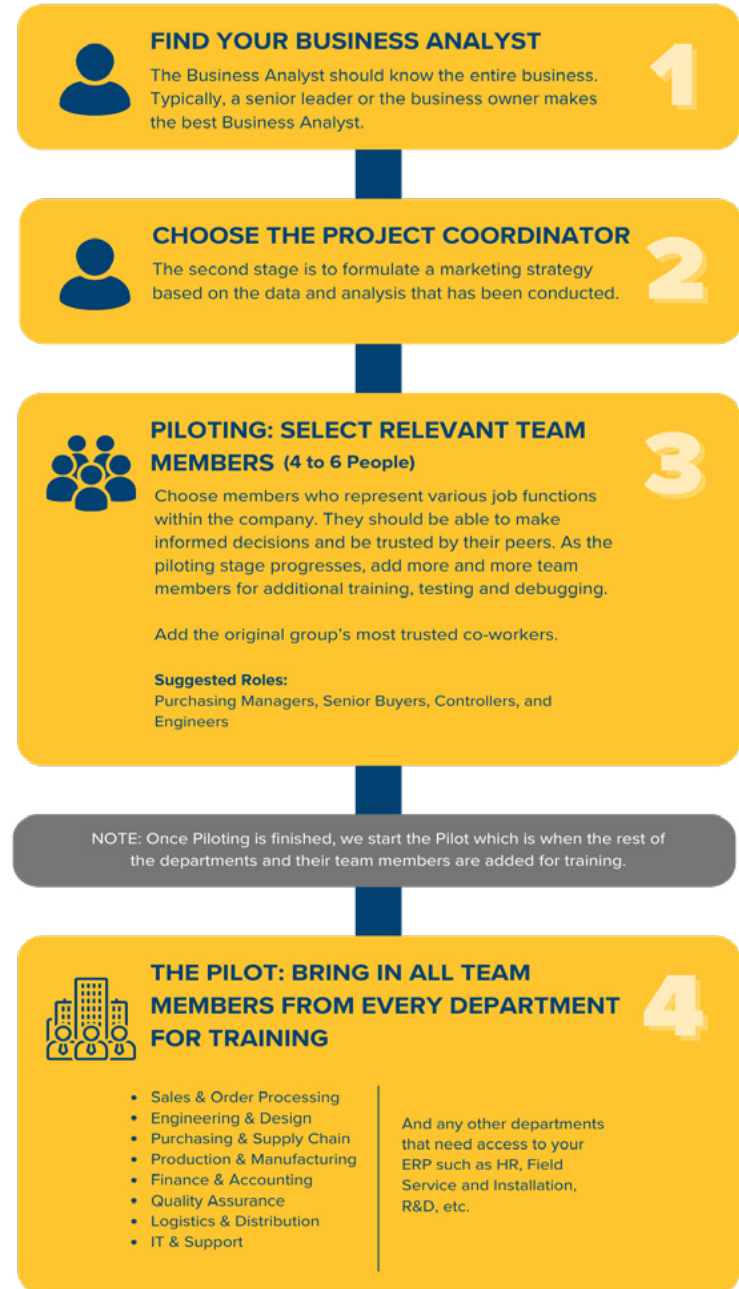 FIND YOUR BUSINESS ANALYST
1
The Business Analyst should know the entire business.
Typically, a senior leader or the business owner makes
the best Business Analyst.
CHOOSE THE PROJECT COORDINATOR
2
The second stage is to formulate a marketing strategy
based on the data and analysis that has been conducted.
PILOTING: SELECT RELEVANT TEAM
MEMBERS (4 to 6 People)
3
Choose members who represent various job functions
within the company. They should be able to make
informed decisions and be trusted by their peers. As the
piloting stage progresses, add more and more team
members for additional training, testing and debugging.
Add the original group's most trusted co-workers.
Suggested Roles:
Purchasing Managers, Senior Buyers, Controllers, and
Engineers
NOTE: Once Piloting is finished, we start the Pilot which is when the rest of
the departments and their team members are added for training.
THE PILOT: BRING IN ALL TEAM
MEMBERS FROM EVERY DEPARTMENT
FOR TRAINING
4
• Sales & Order Processing
• Engineering & Design
• Purchasing & Supply Chain
• Production & Manufacturing
• Finance & Accounting
• Quality Assurance
• Logistics & Distribution
• IT & Support
And any other departments
that need access to your
ERP such as HR, Field
Service and Installation,
R&D, etc.